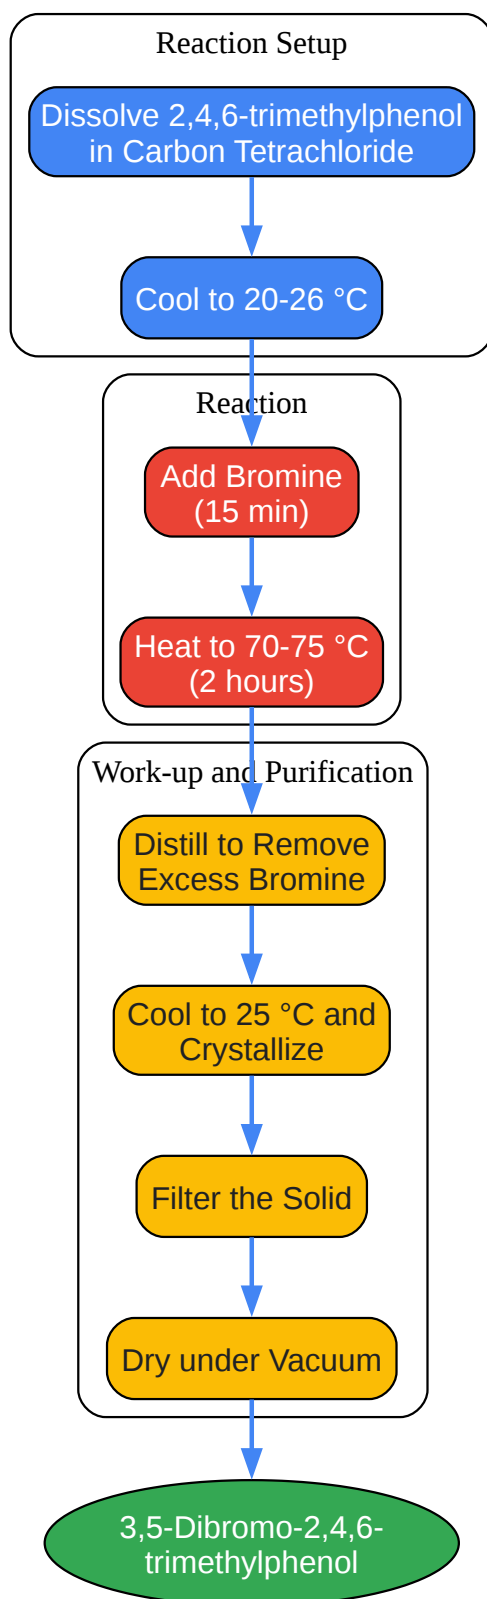 Reaction Setup
Dissolve 2,4,6-trimethylphenol
in Carbon Tetrachloride
Cool to 20-26 °C
Reaction
Add Bromine
(15 min)
Heat to 70-75 °C
(2 hours)
Work-up and Purification
Distill to Remove
Excess Bromine
Cool to 25 °C and
Crystallize
Filter the Solid
Dry under Vacuum
3,5-Dibromo-2,4,6-
trimethylphenol